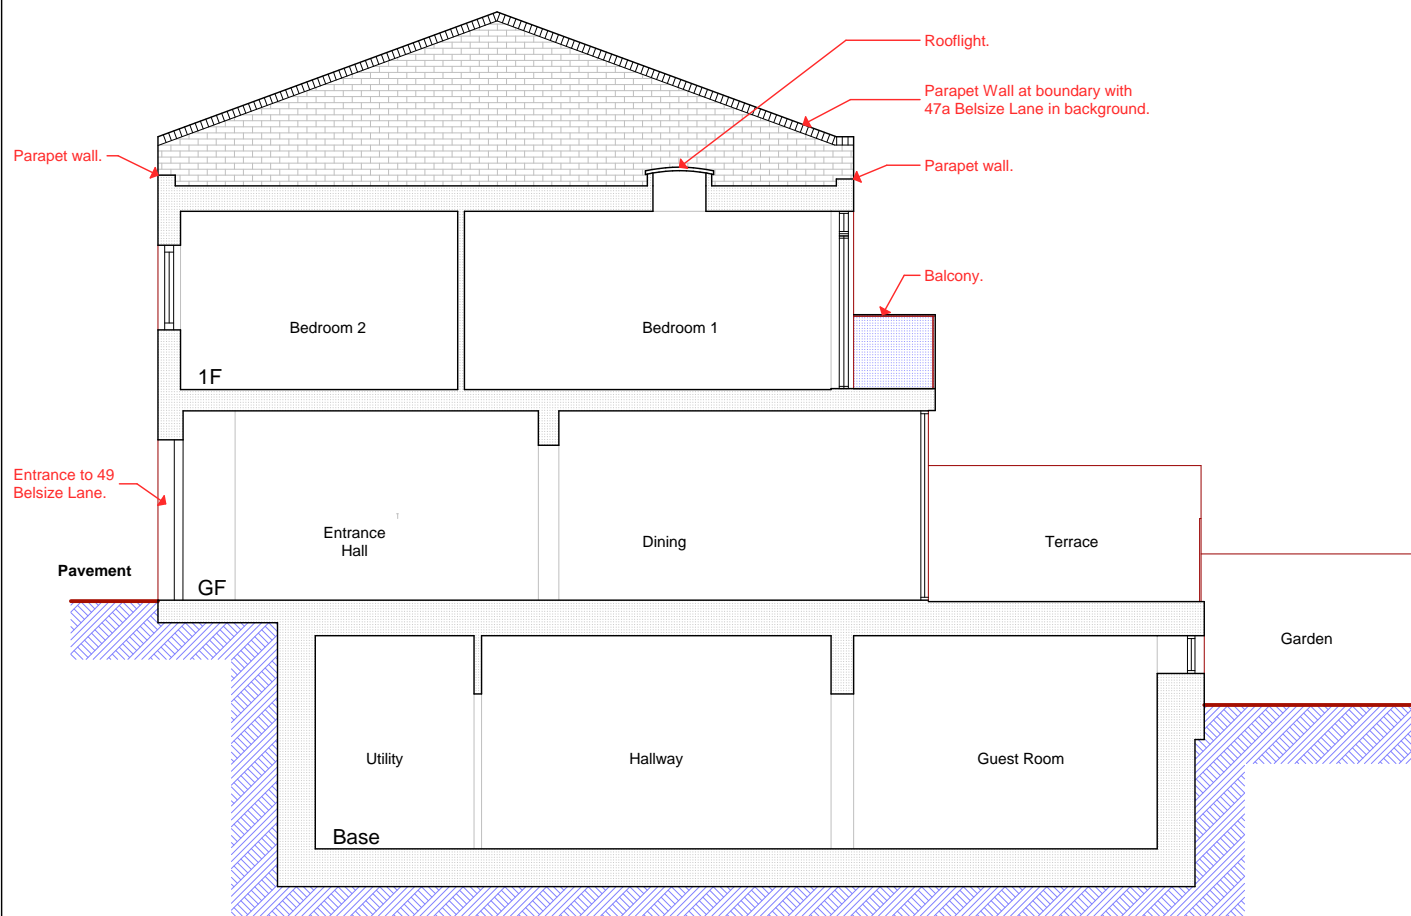 Rooflight.
Parapet Wall at boundary with
47a Belsize Lane in background.
Parapet wall.
Parapet wall.
Balcony.
Bedroom 2
Bedroom 1
1F
Entrance to 49
Belsize Lane.
Entrance
Hall
Dining
Terrace
Pavement
GF
Garden
Utility
Hallway
Guest Room
Base